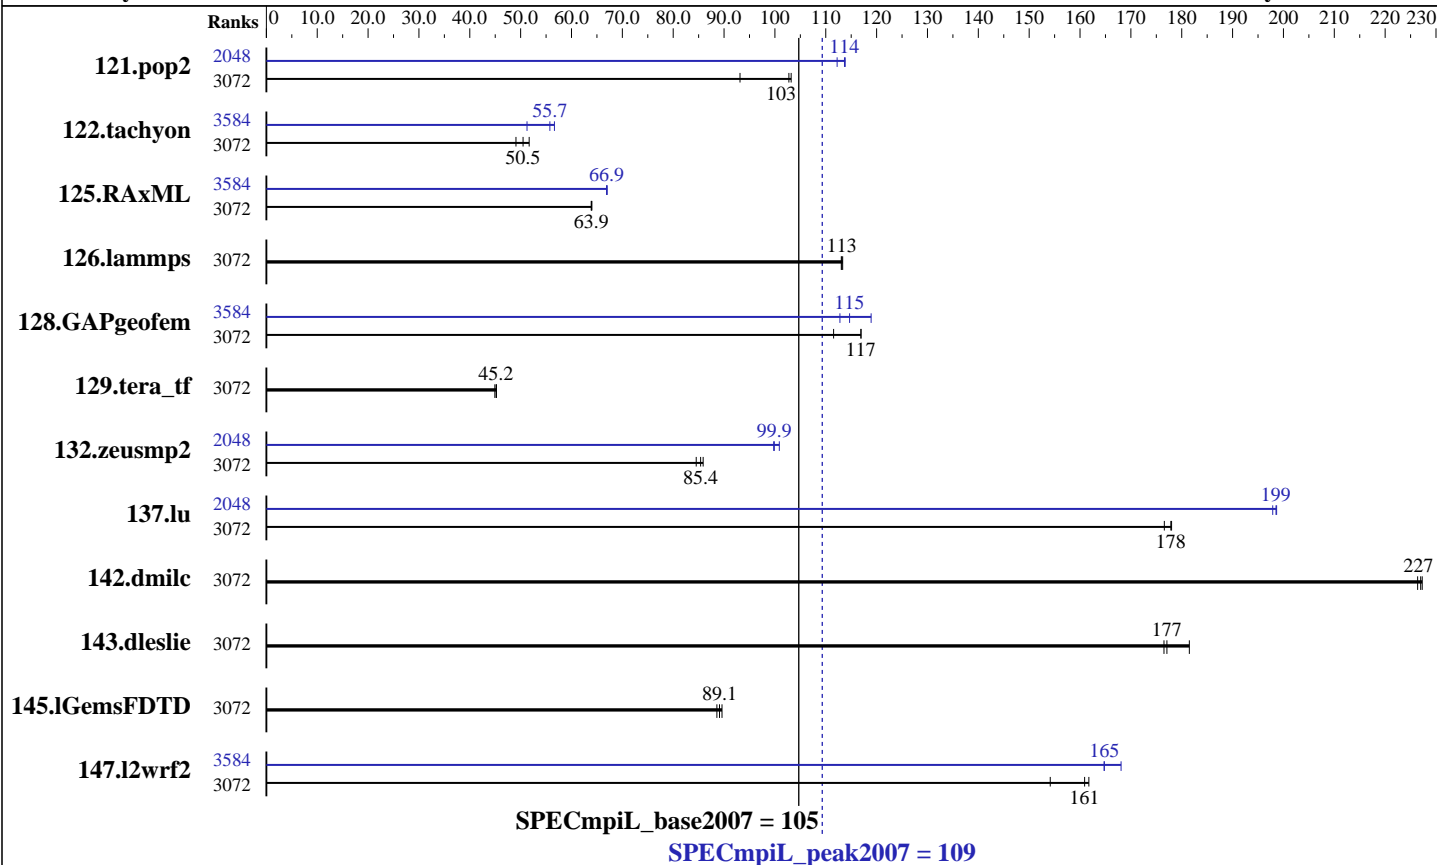 Ranks 0 10.0 20.0 30.0 40.0 50.0 60.0 70.0 80.0 90.0 100 110 120 130 140 150 160 170 180 190 200 210 220 230
121.pop2
2048 114
3072 103
122.tachyon
3584 55.7
3072 50.5
125.RAxML
3584 66.9
3072 63.9
126.lammps 3072 113
128.GAPgeofem
3584 115
3072 117
129.tera_tf 3072 45.2
132.zeusmp2
2048 99.9
3072 85.4
137.lu
2048 199
3072 178
142.dmilc 3072 227
143.dleslie 3072 177
145.lGemsFDTD 3072 89.1
147.l2wrf2
3584 165
3072 161
SPECmpiL_base2007 = 105
SPECmpiL_peak2007 = 109